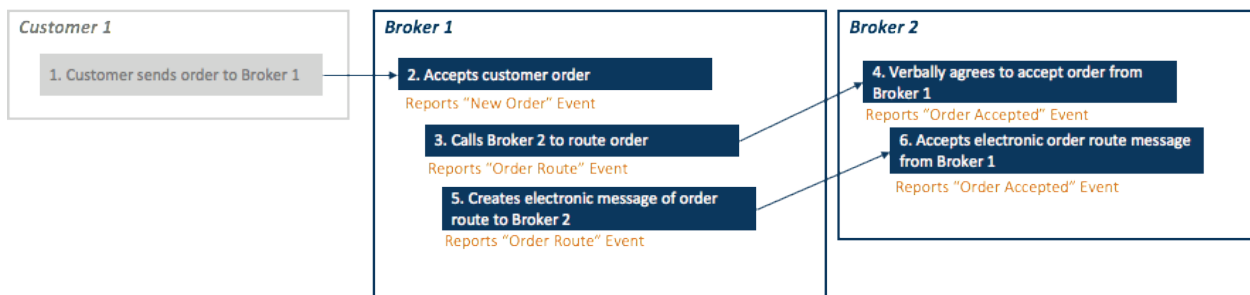 Customer 1
1. Customer sends order to Broker 1
Broker 1
2. Accepts customer order
Reports "New Order" Event
3. Calls Broker 2 to route order
Reports "Order Route" Event
5. Creates electronic message of order
route to Broker 2
Reports "Order Route" Event
Broker 2
4. Verbally agrees to accept order from
Broker 1
Reports "Order Accepted" Event
6. Accepts electronic order route message
from Broker 1
Reports "Order Accepted" Event